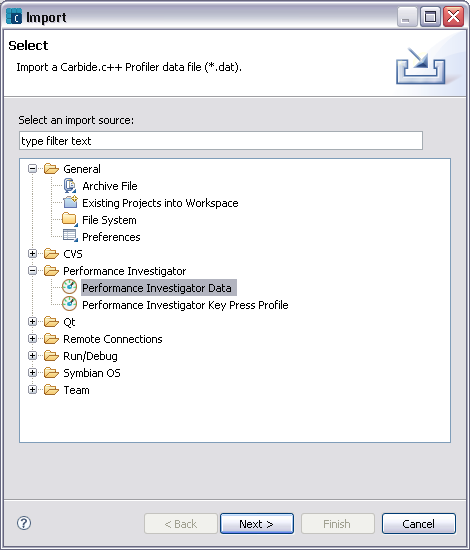 Import
Select
Import a Carbide.c++ Profiler data file (*.dat).
Select an import source:
type filter text
General
Archive File
Existing Projects into Workspace
File System
Preferences
CVS
Performance Investigator
Performance Investigator Data
Performance Investigator Key Press Profile
Qt
Remote Connections
Run/Debug
Symbian OS
Team
< Back Next > Finish Cancel